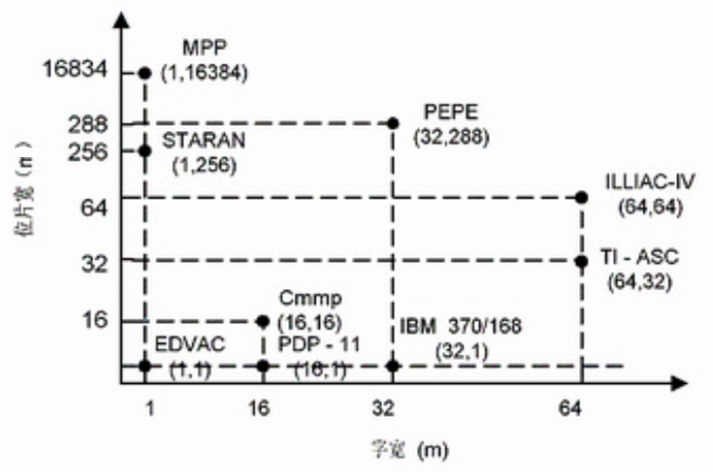 MPP
16834
(1,16384)
PEPE
288
(32,288)
STARAN
256
(1,256)
ILLIAC-IV
64
(64,64)
TI - ASC
32
(64,32)
Cmmp
16
(16,16)
IBM 370/168
(32,1)
EDVAC
(1,1)
PDP - 11
(16,1)
位片宽(n)
1
16
32
64
字宽 (m)